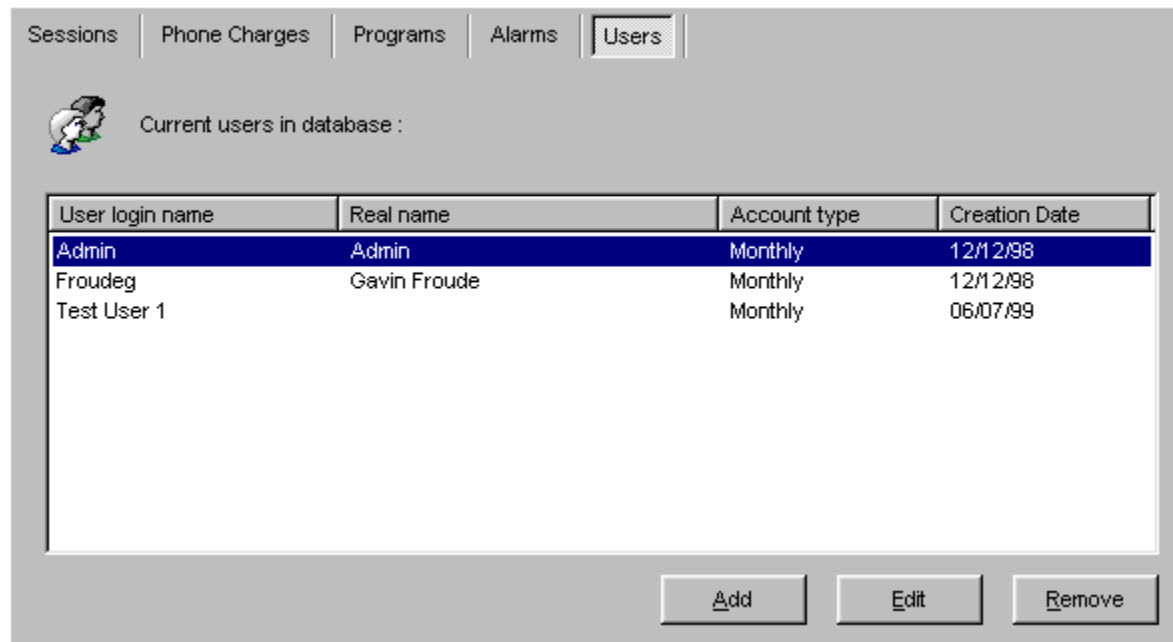 Sessions Phone Charges Programs Alarms Users
Current users in database :
User login name Real name Account type Creation Date
Admin Admin Monthly 12/12/98
Froudeg Gavin Froude Monthly 12/12/98
Test User 1 Monthly 06/07/99
Add Edit Remove